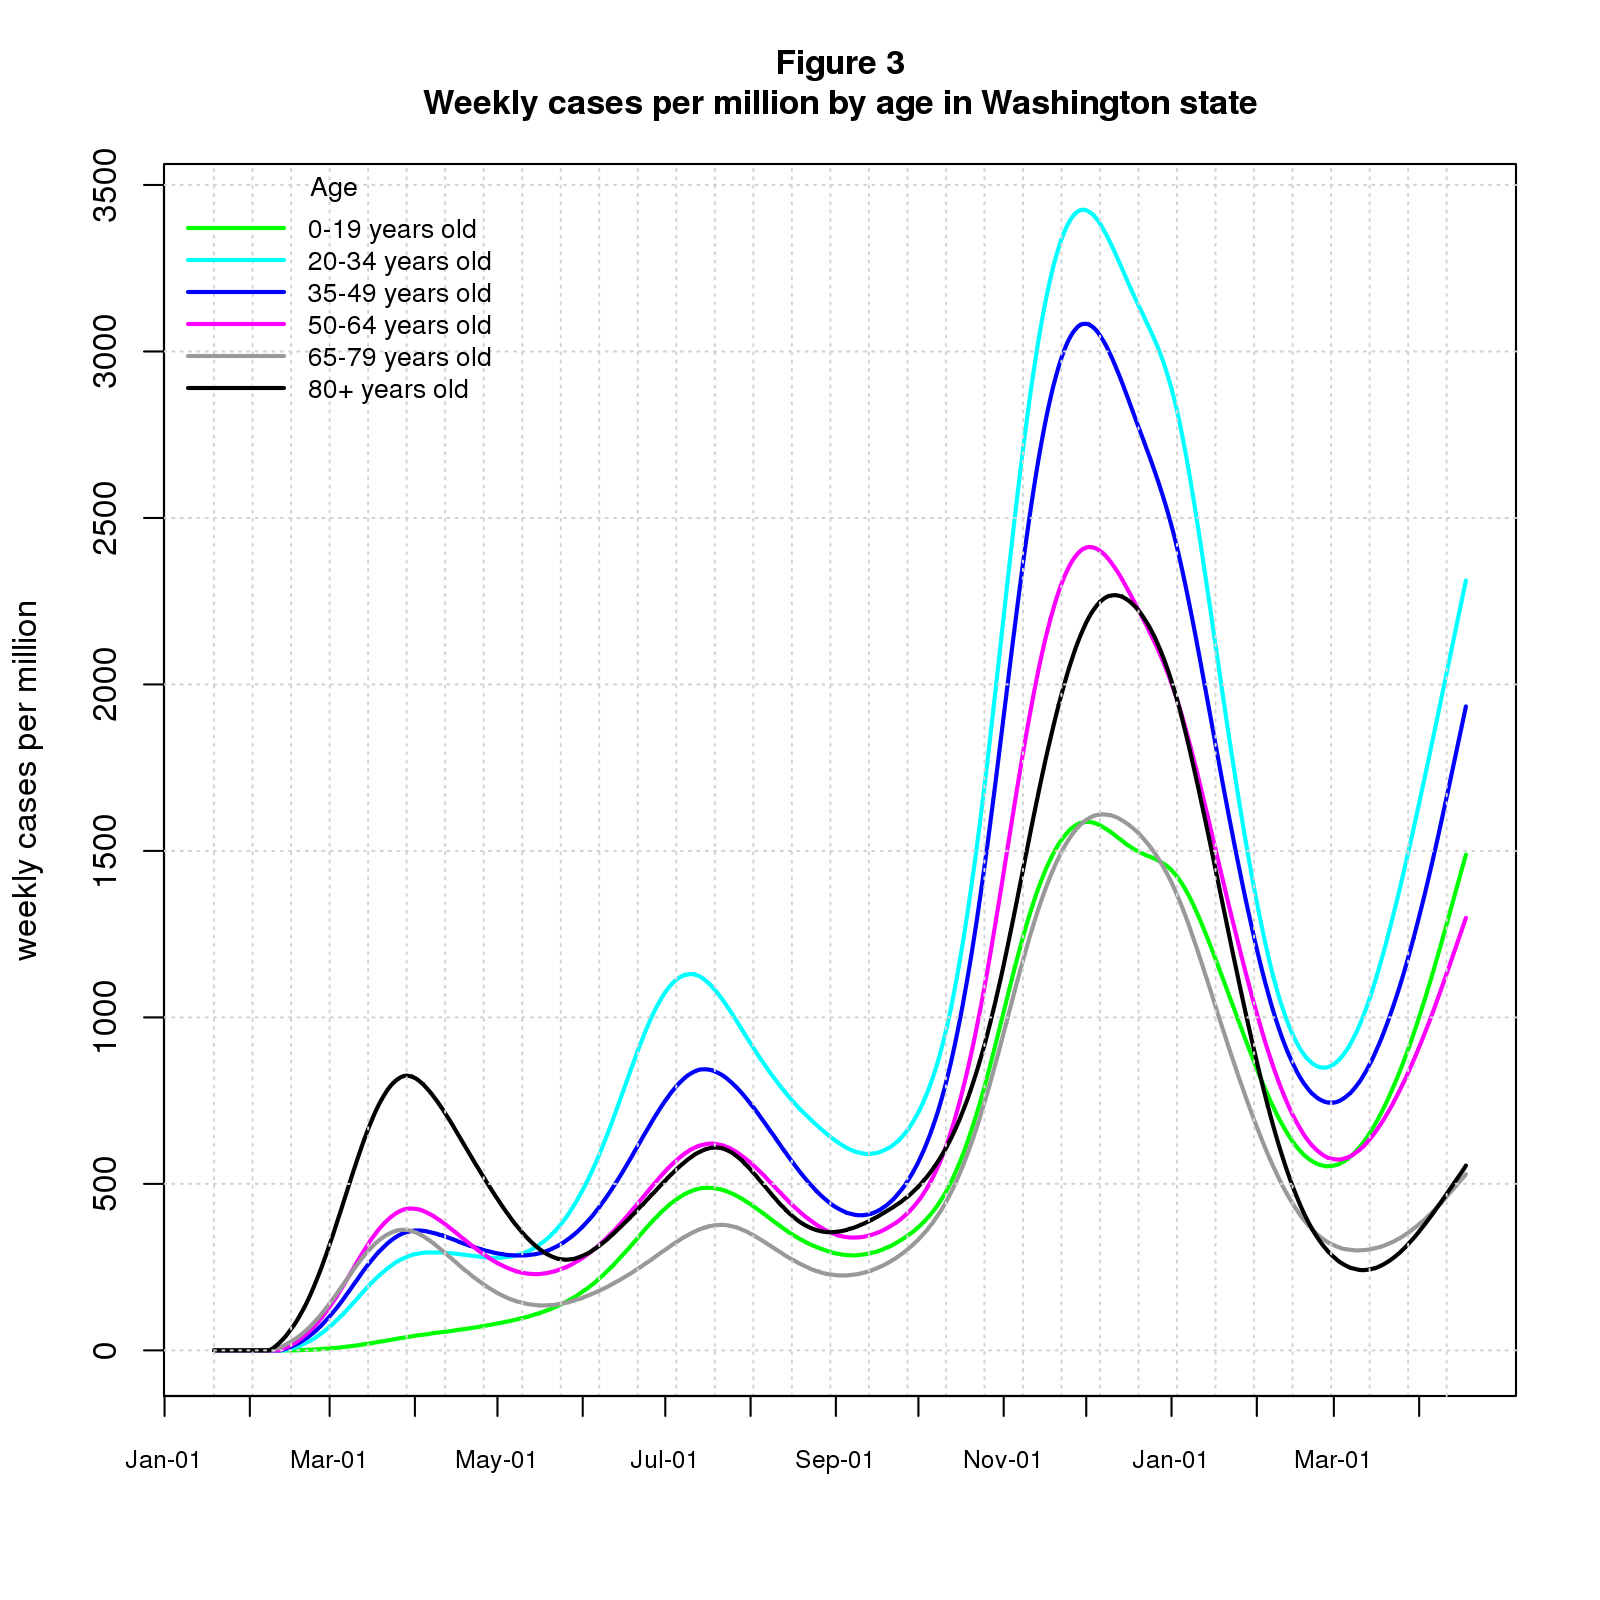 Figure 3
Weekly cases per million by age in Washington state
weekly cases per million
3500
3000
2500
2000
1500
1000
500
0
Age
0-19 years old
20-34 years old
35-49 years old
50-64 years old
65-79 years old
80+ years old
Jan-01 Mar-01 May-01 Jul-01 Sep-01 Nov-01 Jan-01 Mar-01